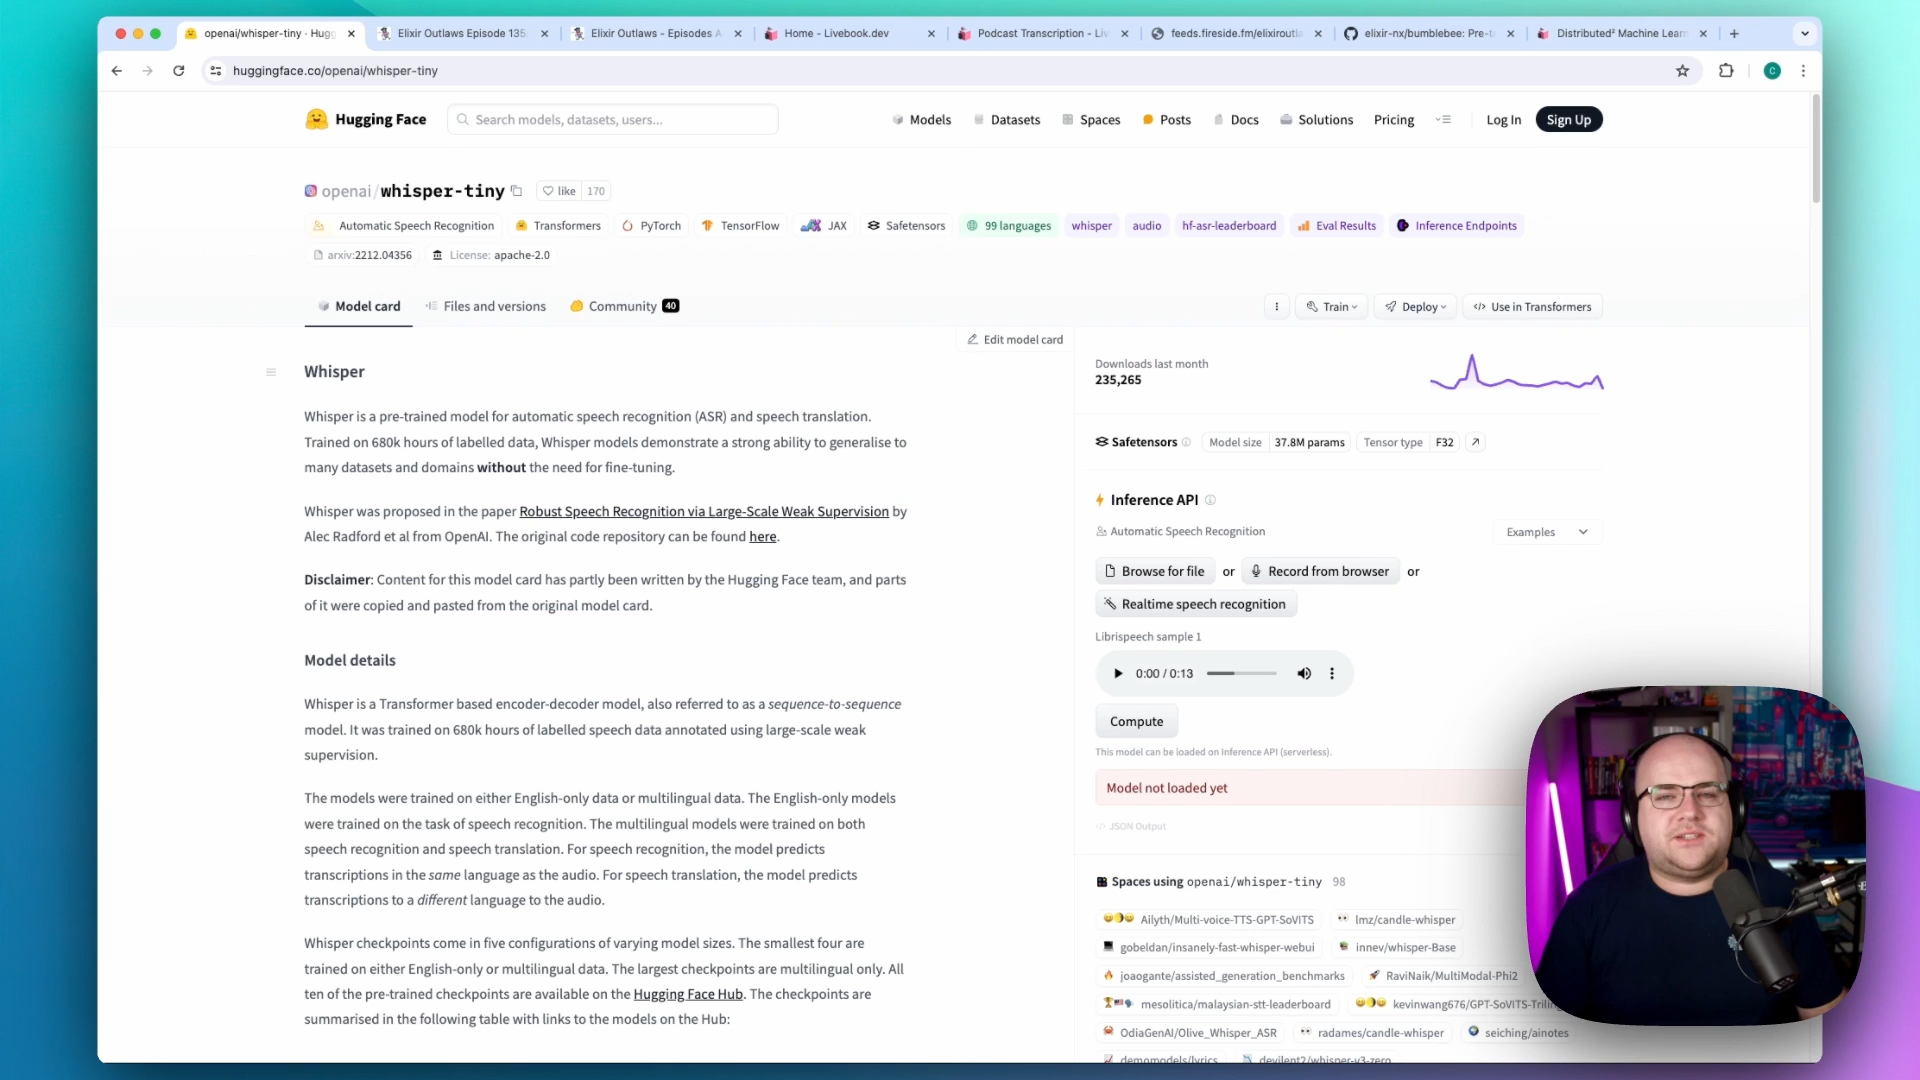 openai/whisper-tiny · Hugg
Elixir Outlaws Episode 135:
Elixir Outlaws - Episodes A
Home - Livebook.dev
Podcast Transcription - Liv
feeds.fireside.fm/elixiroutla
elixir-nx/bumblebee: Pre-t
Distributed² Machine Learn
huggingface.co/openai/whisper-tiny
C
Hugging Face
Search models, datasets, users...
Models
Datasets
Spaces
Posts
Docs
Solutions
Pricing
Log In
Sign Up
openai/whisper-tiny
like 170
Automatic Speech Recognition
Transformers
PyTorch
TensorFlow
JAX
Safetensors
99 languages
whisper
audio
hf-asr-leaderboard
Eval Results
Inference Endpoints
arxiv:2212.04356
License: apache-2.0
Model card
Files and versions
Community 40
Train
Deploy
Use in Transformers
Edit model card
Whisper
Whisper is a pre-trained model for automatic speech recognition (ASR) and speech translation.
Trained on 680k hours of labelled data, Whisper models demonstrate a strong ability to generalise to
many datasets and domains without the need for fine-tuning.
Whisper was proposed in the paper Robust Speech Recognition via Large-Scale Weak Supervision by
Alec Radford et al from OpenAI. The original code repository can be found here.
Disclaimer: Content for this model card has partly been written by the Hugging Face team, and parts
of it were copied and pasted from the original model card.
Model details
Whisper is a Transformer based encoder-decoder model, also referred to as a sequence-to-sequence
model. It was trained on 680k hours of labelled speech data annotated using large-scale weak
supervision.
The models were trained on either English-only data or multilingual data. The English-only models
were trained on the task of speech recognition. The multilingual models were trained on both
speech recognition and speech translation. For speech recognition, the model predicts
transcriptions in the same language as the audio. For speech translation, the model predicts
transcriptions to a different language to the audio.
Whisper checkpoints come in five configurations of varying model sizes. The smallest four are
trained on either English-only or multilingual data. The largest checkpoints are multilingual only. All
ten of the pre-trained checkpoints are available on the Hugging Face Hub. The checkpoints are
summarised in the following table with links to the models on the Hub:
Downloads last month
235,265
Safetensors
Model size 37.8M params
Tensor type F32
Inference API
Automatic Speech Recognition
Examples
Browse for file or Record from browser or
Realtime speech recognition
Librispeech sample 1
0:00 / 0:13
Compute
This model can be loaded on Inference API (serverless).
Model not loaded yet
JSON Output
Spaces using openai/whisper-tiny 98
Ailyth/Multi-voice-TTS-GPT-SoVITS
lmz/candle-whisper
gobeldan/insanely-fast-whisper-webui
innev/whisper-Base
joaogante/assisted_generation_benchmarks
RaviNaik/MultiModal-Phi2
mesolitica/malaysian-stt-leaderboard
kevinwang676/GPT-SoVITS-Trilin
OdiaGenAI/Olive_Whisper_ASR
radames/candle-whisper
seiching/ainotes
demomodels/lyrics
devilent2/whisper-v3-zero